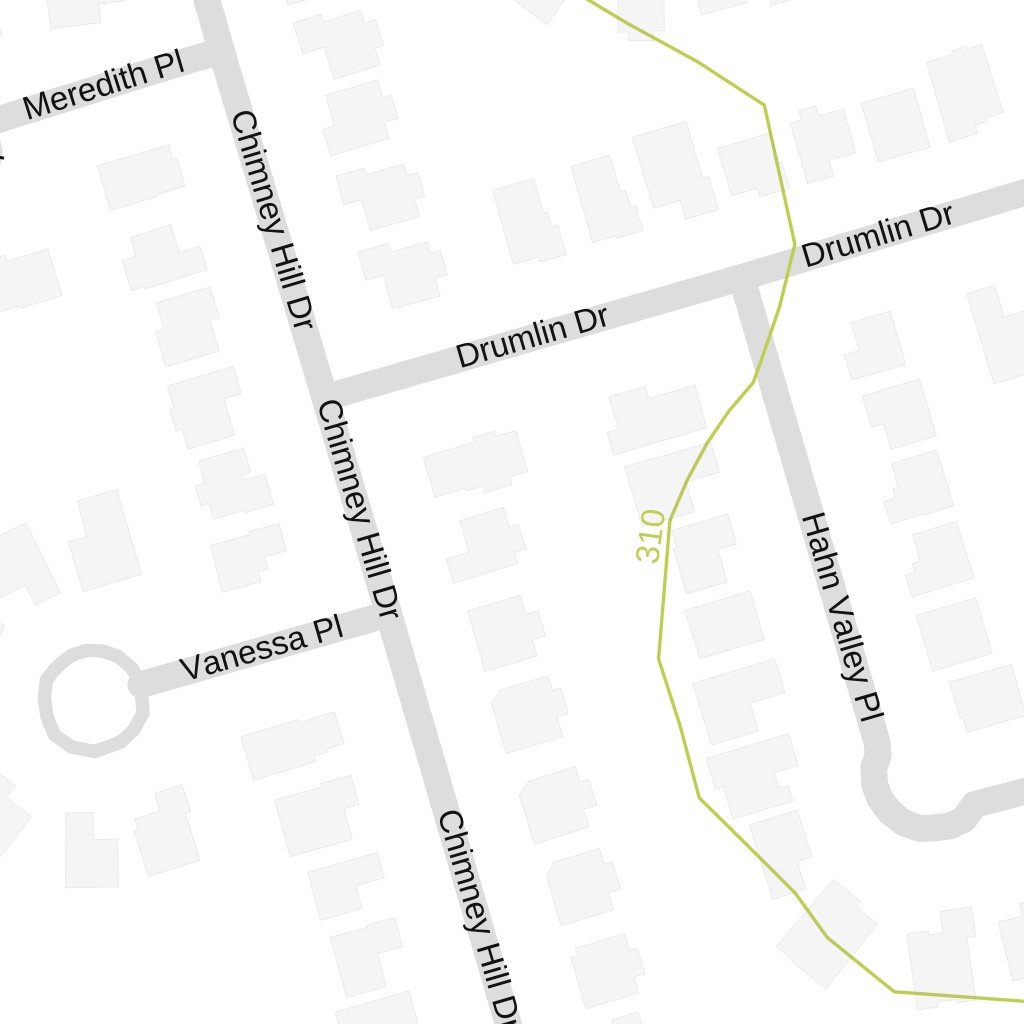 Meredith Pl
Chimney Hill Dr
Drumlin Dr
Drumlin Dr
Chimney Hill Dr
310
Hahn Valley Pl
Vanessa Pl
Chimney Hill Dr